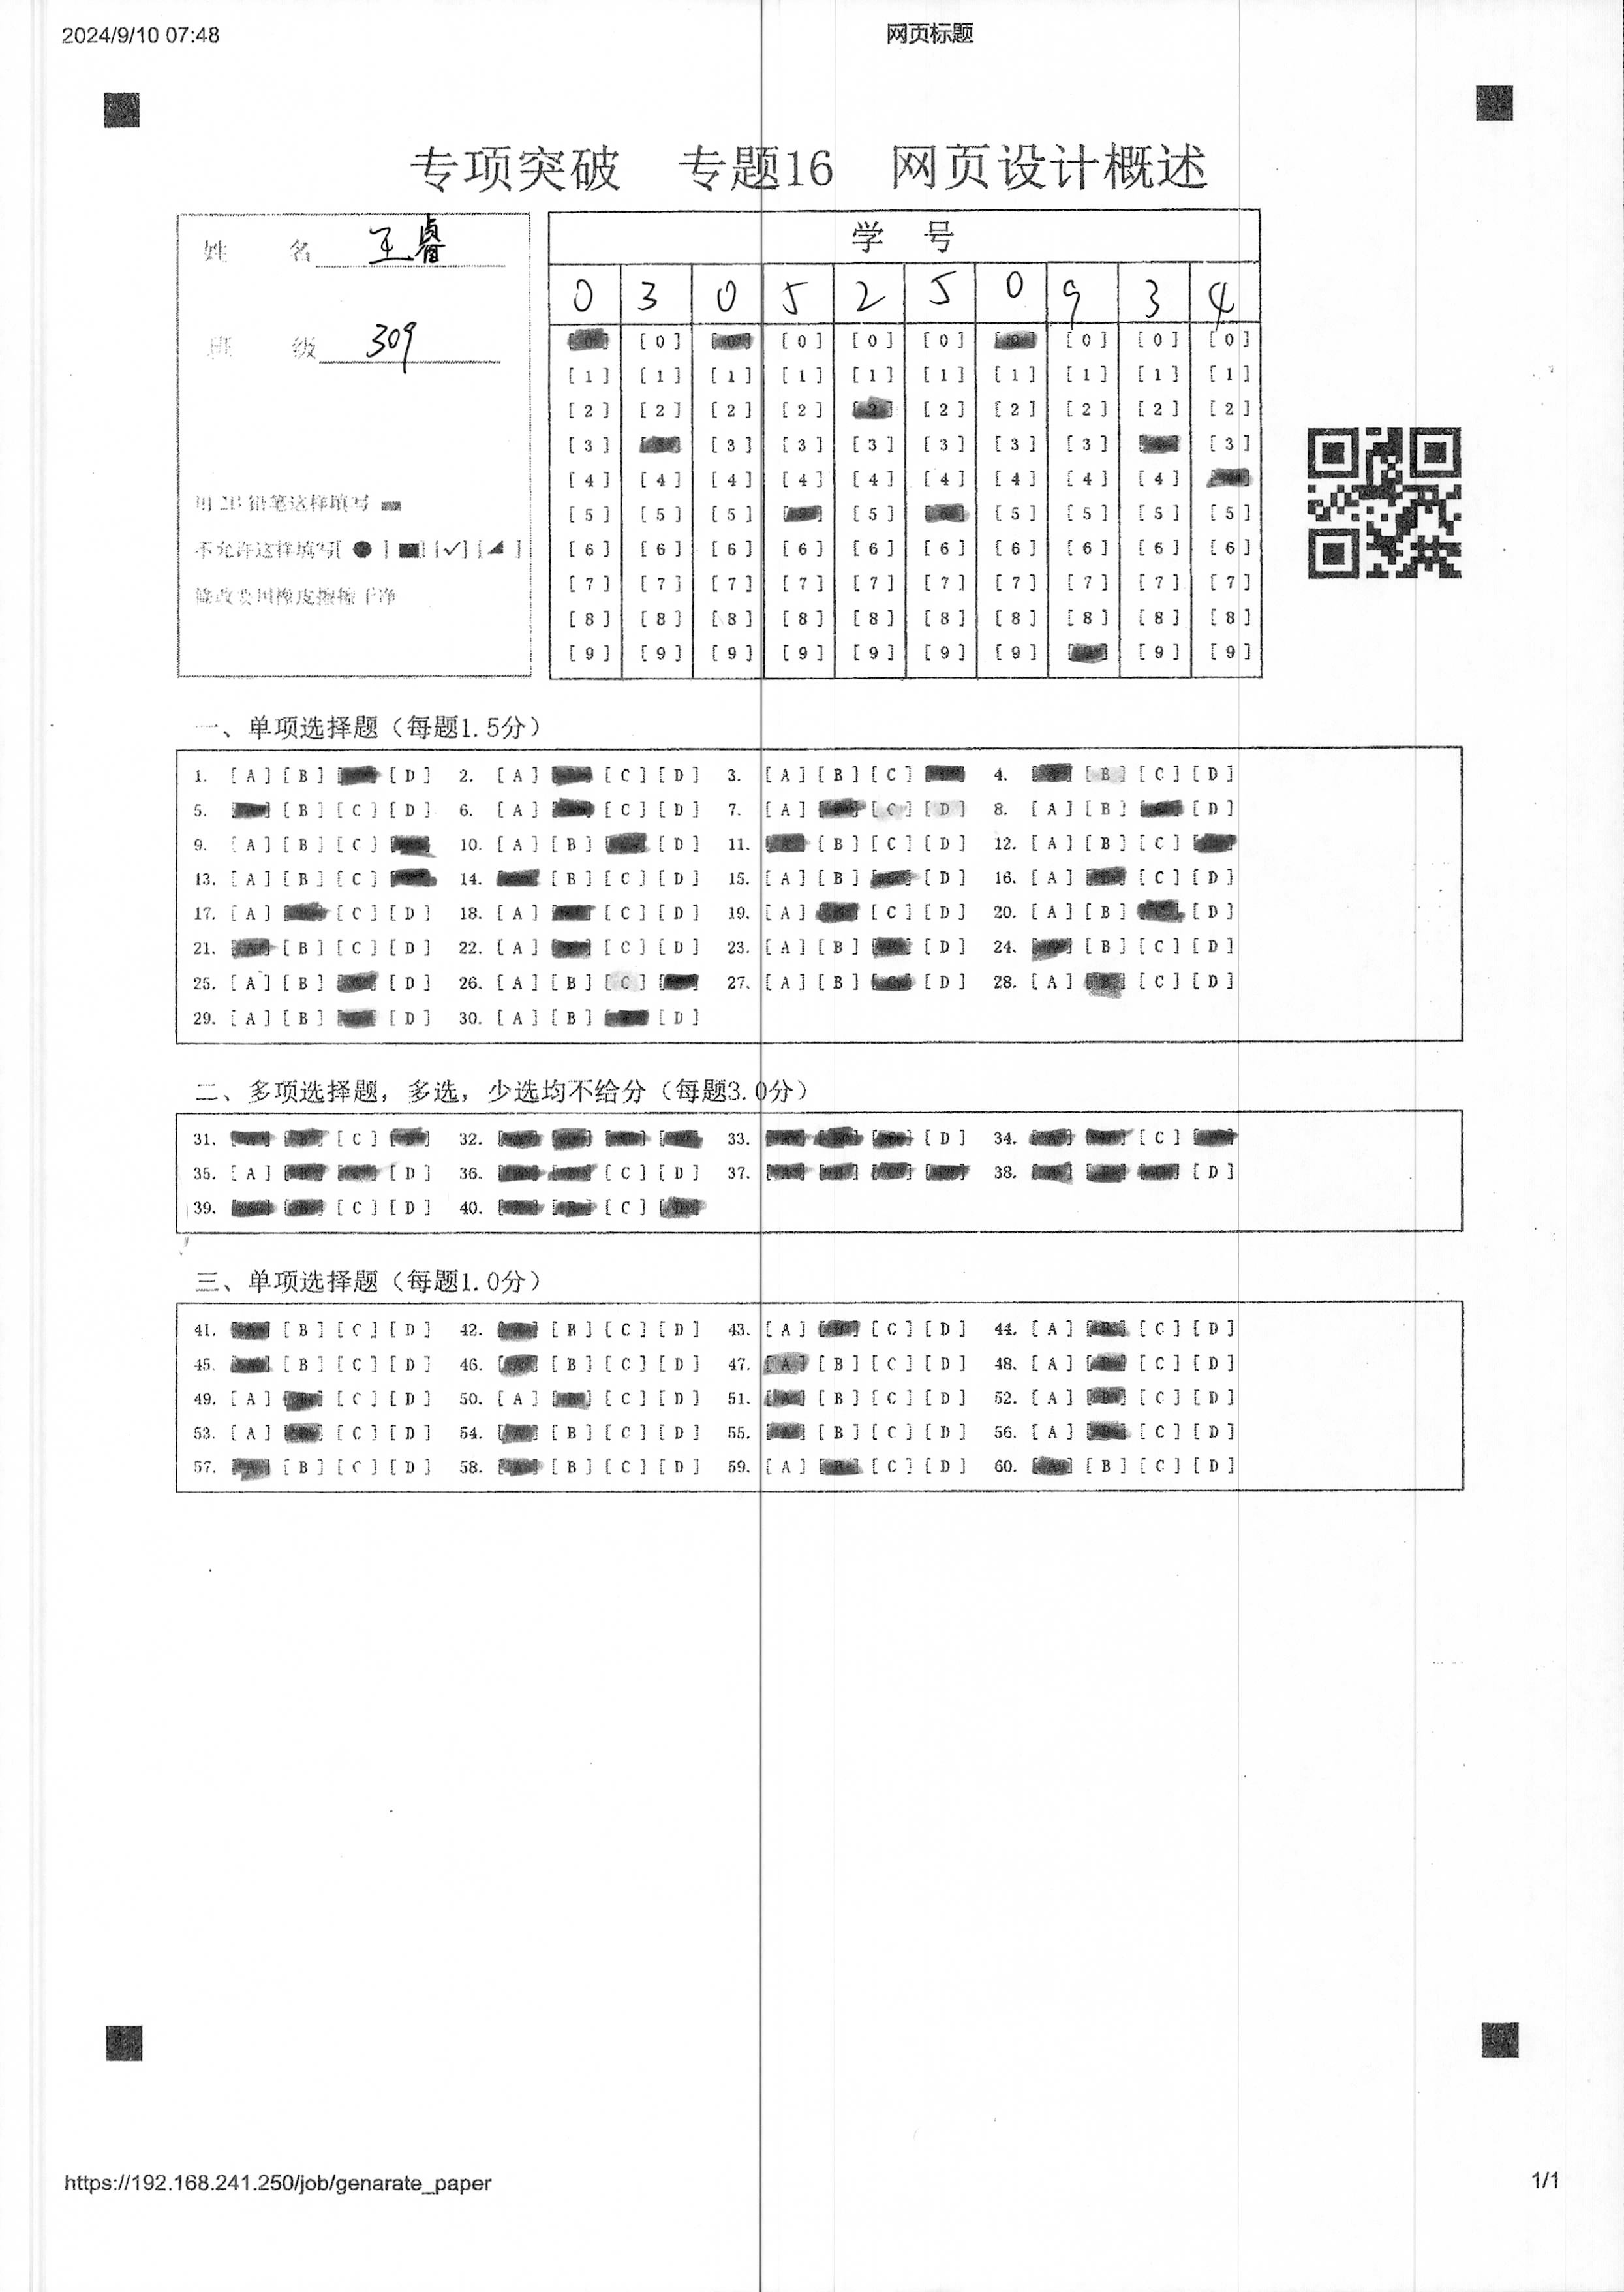 2024/9/10 07:48 网页标题
专项突破 专题16 网页设计概述
姓 名 王睿
班 级 309
用2B铅笔这样填写
不允许这样填写[ ● ] ■ [✓] [◢ ]
修改要用橡皮擦擦干净
学 号
0 3 0 5 2 5 0 9 3 4
[0] [0] [0] [0] [0] [0] [0]
[1] [1] [1] [1] [1] [1] [1] [1] [1] [1]
[2] [2] [2] [2] [2] [2] [2] [2] [2]
[3] [3] [3] [3] [3] [3] [3] [3]
[4] [4] [4] [4] [4] [4] [4] [4] [4]
[5] [5] [5] [5] [5] [5] [5] [5]
[6] [6] [6] [6] [6] [6] [6] [6] [6] [6]
[7] [7] [7] [7] [7] [7] [7] [7] [7] [7]
[8] [8] [8] [8] [8] [8] [8] [8] [8] [8]
[9] [9] [9] [9] [9] [9] [9] [9] [9]
一、单项选择题（每题1.5分）
1. [A] [B] [D] 2. [A] [C] [D] 3. [A] [B] [C] 4. [B] [C] [D]
5. [B] [C] [D] 6. [A] [C] [D] 7. [A] [C] [D] 8. [A] [B] [D]
9. [A] [B] [C] 10. [A] [B] [D] 11. [B] [C] [D] 12. [A] [B] [C]
13. [A] [B] [C] 14. [B] [C] [D] 15. [A] [B] [D] 16. [A] [C] [D]
17. [A] [C] [D] 18. [A] [C] [D] 19. [A] [C] [D] 20. [A] [B] [D]
21. [B] [C] [D] 22. [A] [C] [D] 23. [A] [B] [D] 24. [B] [C] [D]
25. [A] [B] [D] 26. [A] [B] [C] 27. [A] [B] [D] 28. [A] [B] [C] [D]
29. [A] [B] [D] 30. [A] [B] [D]
二、多项选择题，多选，少选均不给分（每题3.0分）
31. [C] 32. 33. [D] 34. [C]
35. [A] [D] 36. [C] [D] 37. 38. [D]
39. [C] [D] 40. [C]
三、单项选择题（每题1.0分）
41. [B] [C] [D] 42. [B] [C] [D] 43. [A] [C] [D] 44. [A] [C] [D]
45. [B] [C] [D] 46. [B] [C] [D] 47. [A] [B] [C] [D] 48. [A] [C] [D]
49. [A] [C] [D] 50. [A] [C] [D] 51. [B] [C] [D] 52. [A] [C] [D]
53. [A] [C] [D] 54. [B] [C] [D] 55. [B] [C] [D] 56. [A] [C] [D]
57. [B] [C] [D] 58. [B] [C] [D] 59. [A] [C] [D] 60. [B] [C] [D]
https://192.168.241.250/job/genarate_paper 1/1